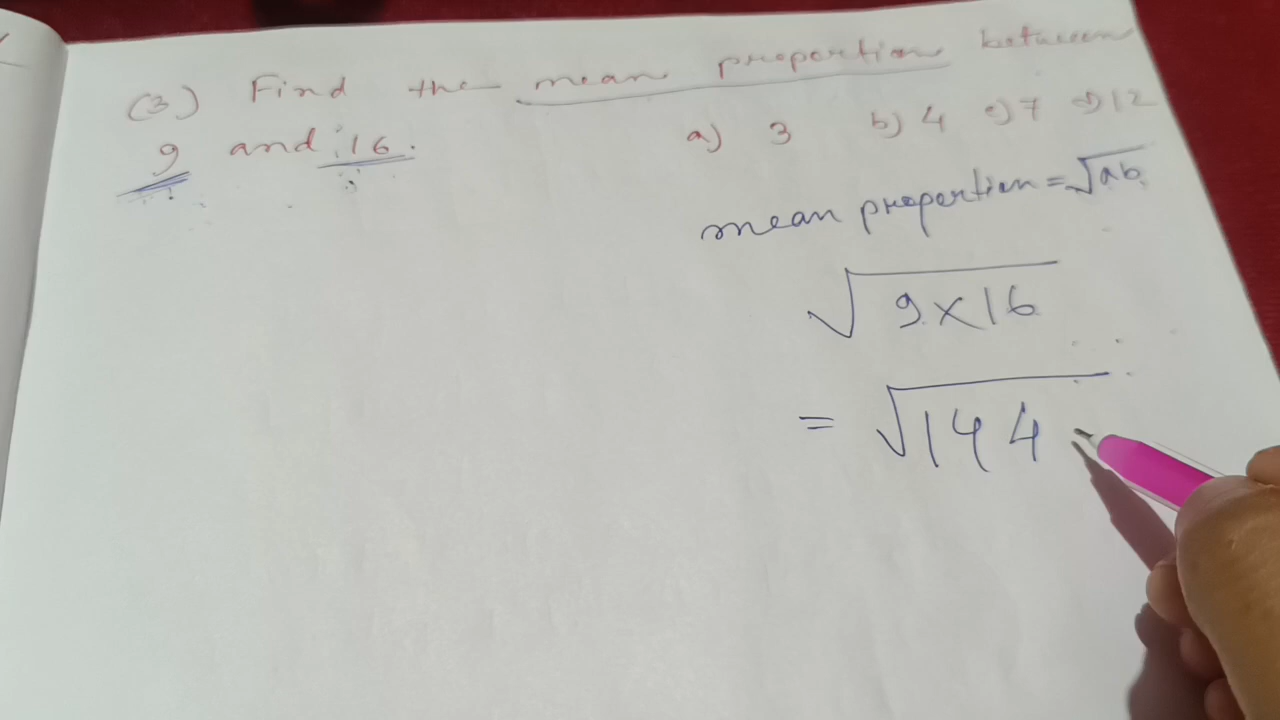 (3) Find the mean proportion between
9 and 16.
a) 3 b) 4 c) 7 d) 12
mean proportion = √ab
√9×16
= √144